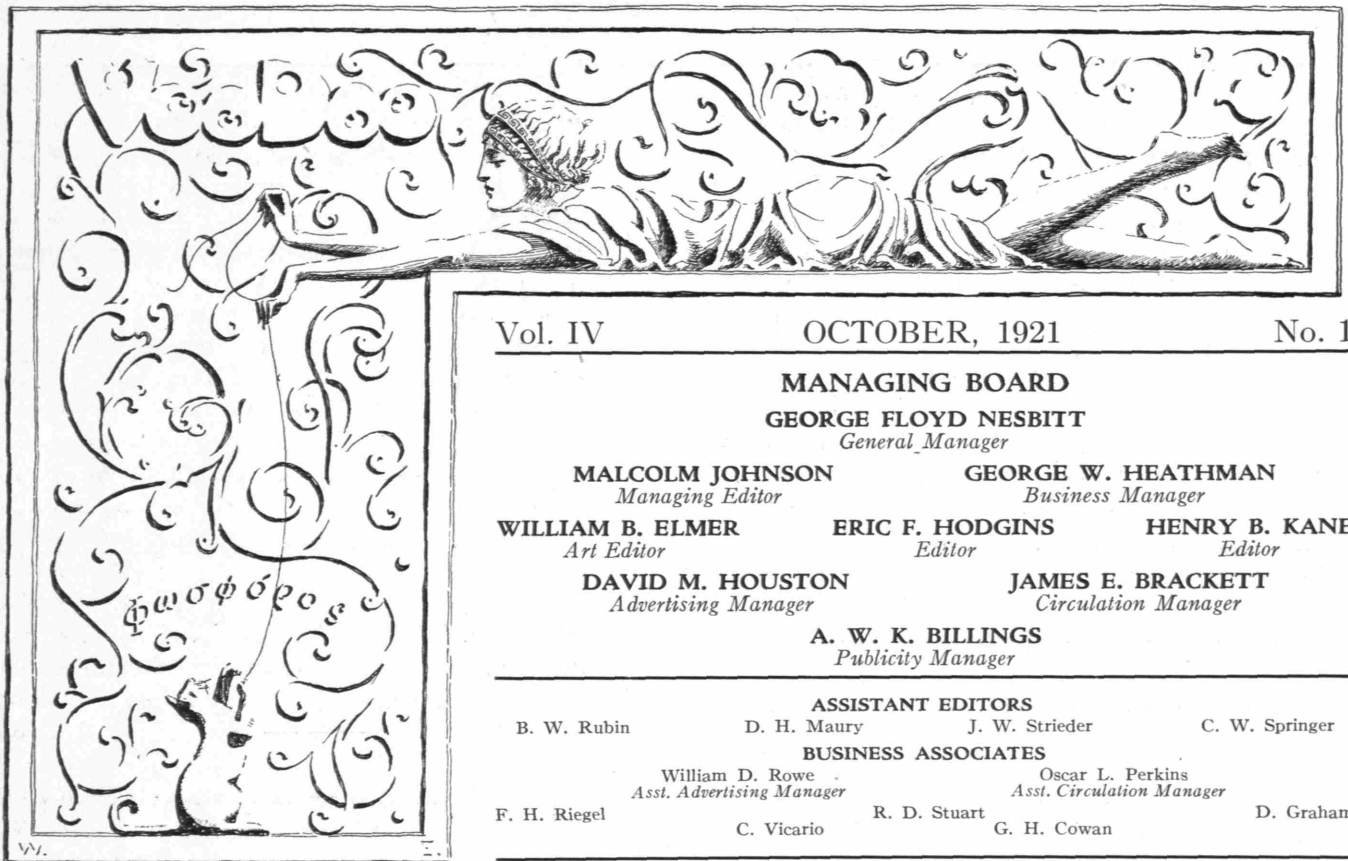 Vol. IV OCTOBER, 1921 No. 1
MANAGING BOARD
GEORGE FLOYD NESBITT
General Manager
MALCOLM JOHNSON GEORGE W. HEATHMAN
Managing Editor Business Manager
WILLIAM B. ELMER ERIC F. HODGINS HENRY B. KANE
Art Editor Editor Editor
DAVID M. HOUSTON JAMES E. BRACKETT
Advertising Manager Circulation Manager
A. W. K. BILLINGS
Publicity Manager
φωσφόρος
ASSISTANT EDITORS
B. W. Rubin D. H. Maury J. W. Strieder C. W. Springer
BUSINESS ASSOCIATES
William D. Rowe Oscar L. Perkins
Asst. Advertising Manager Asst. Circulation Manager
F. H. Riegel R. D. Stuart D. Graham
C. Vicario G. H. Cowan
W.